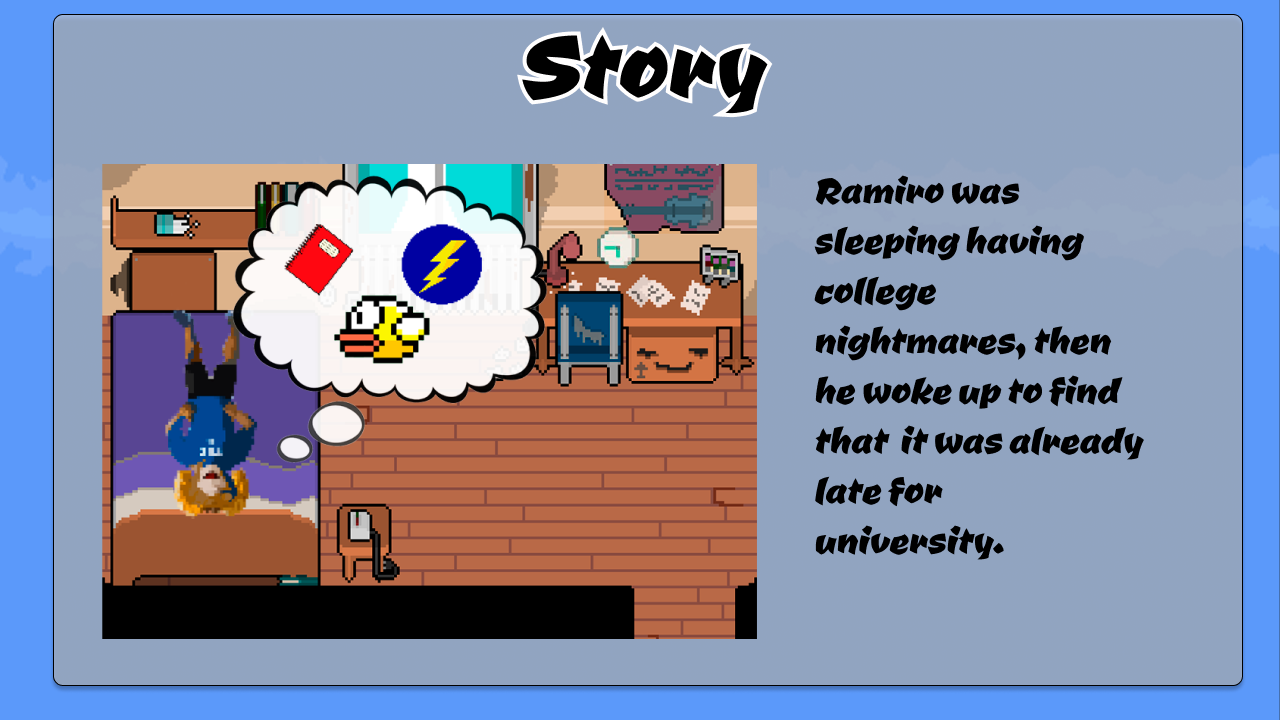 Story
Ramiro was
sleeping having
college
nightmares, then
he woke up to find
that it was already
late for
university.